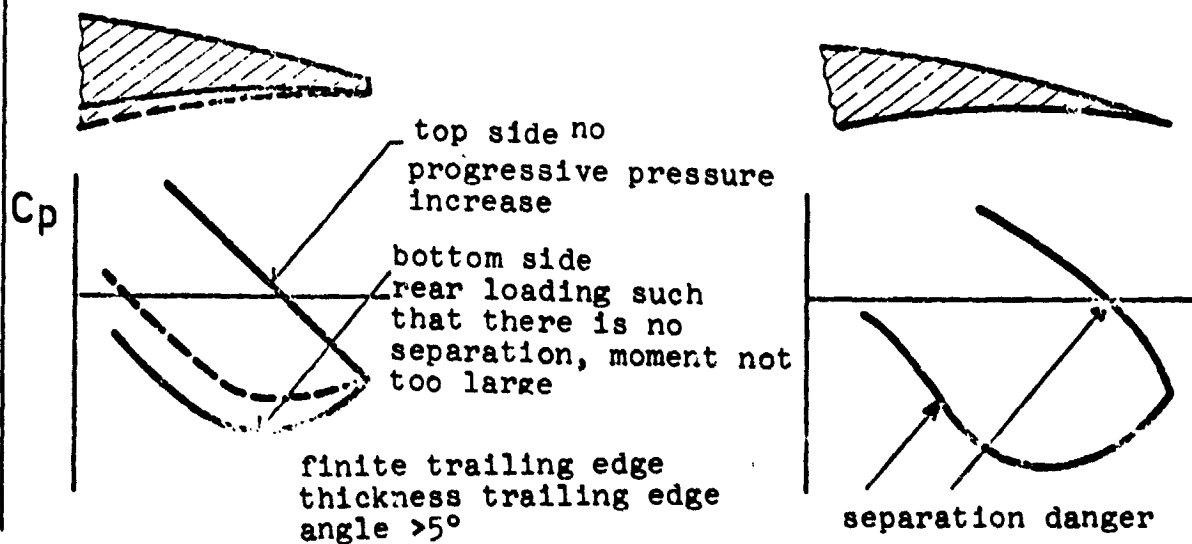 top side no
progressive pressure
increase
Cp
bottom side
rear loading such
that there is no
separation, moment not
too large
finite trailing edge
thickness trailing edge
angle >5°
separation danger